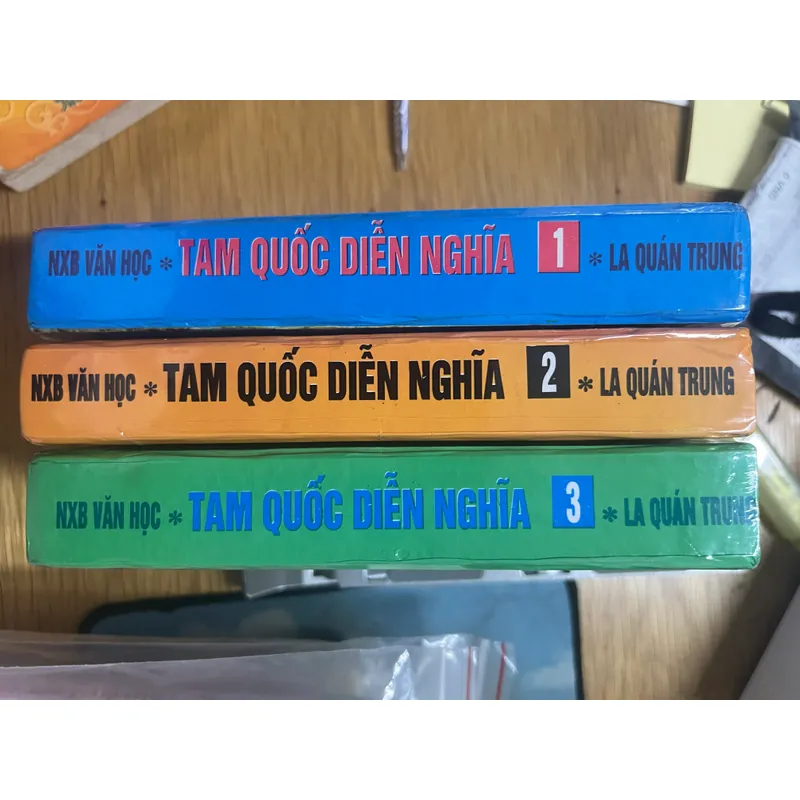 NXB VĂN HỌC * TAM QUỐC DIỄN NGHĨA 1 * LA QUÁN TRUNG
NXB VĂN HỌC * TAM QUỐC DIỄN NGHĨA 2 * LA QUÁN TRUNG
NXB VĂN HỌC * TAM QUỐC DIỄN NGHĨA 3 * LA QUÁN TRUNG